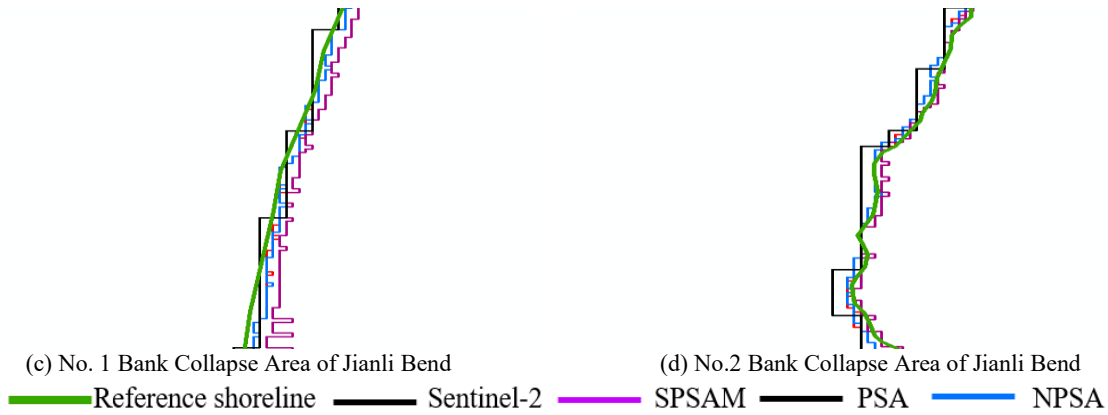 (c) No. 1 Bank Collapse Area of Jianli Bend
(d) No.2 Bank Collapse Area of Jianli Bend
Reference shoreline Sentinel-2 SPSAM PSA NPSA